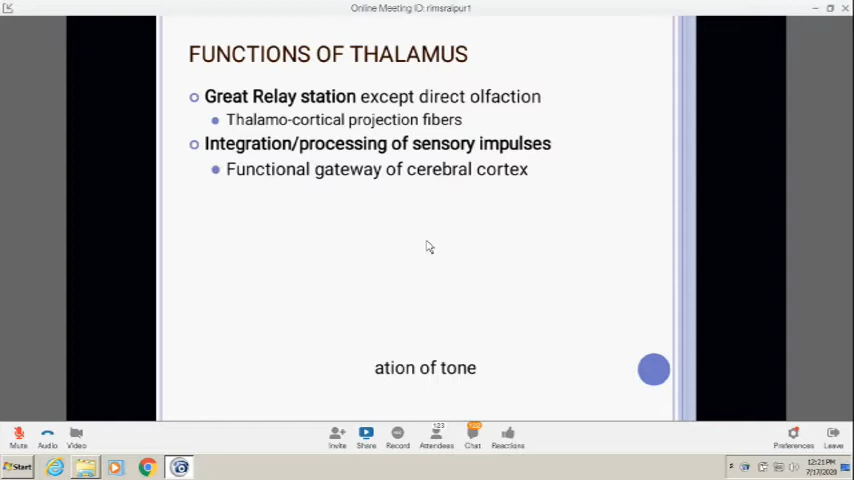 Online Meeting ID: rimsraipur1
FUNCTIONS OF THALAMUS
Great Relay station except direct olfaction
Thalamo-cortical projection fibers
Integration/processing of sensory impulses
Functional gateway of cerebral cortex
ation of tone
123
Mute Audio Video Invite Share Record Attendees Chat Reactions Preferences Leave
Start
12:21 PM
7/17/2020